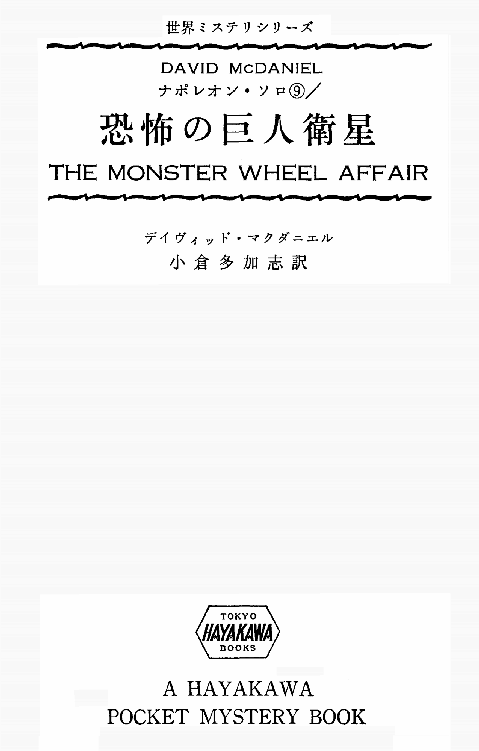 世界ミステリシリーズ
DAVID McDANIEL
ナポレオン・ソロ⑨／
恐怖の巨人衛星
THE MONSTER WHEEL AFFAIR
デイヴィッド・マクダニエル
小倉多加志訳
TOKYO
HAYAKAWA
BOOKS
A HAYAKAWA
POCKET MYSTERY BOOK